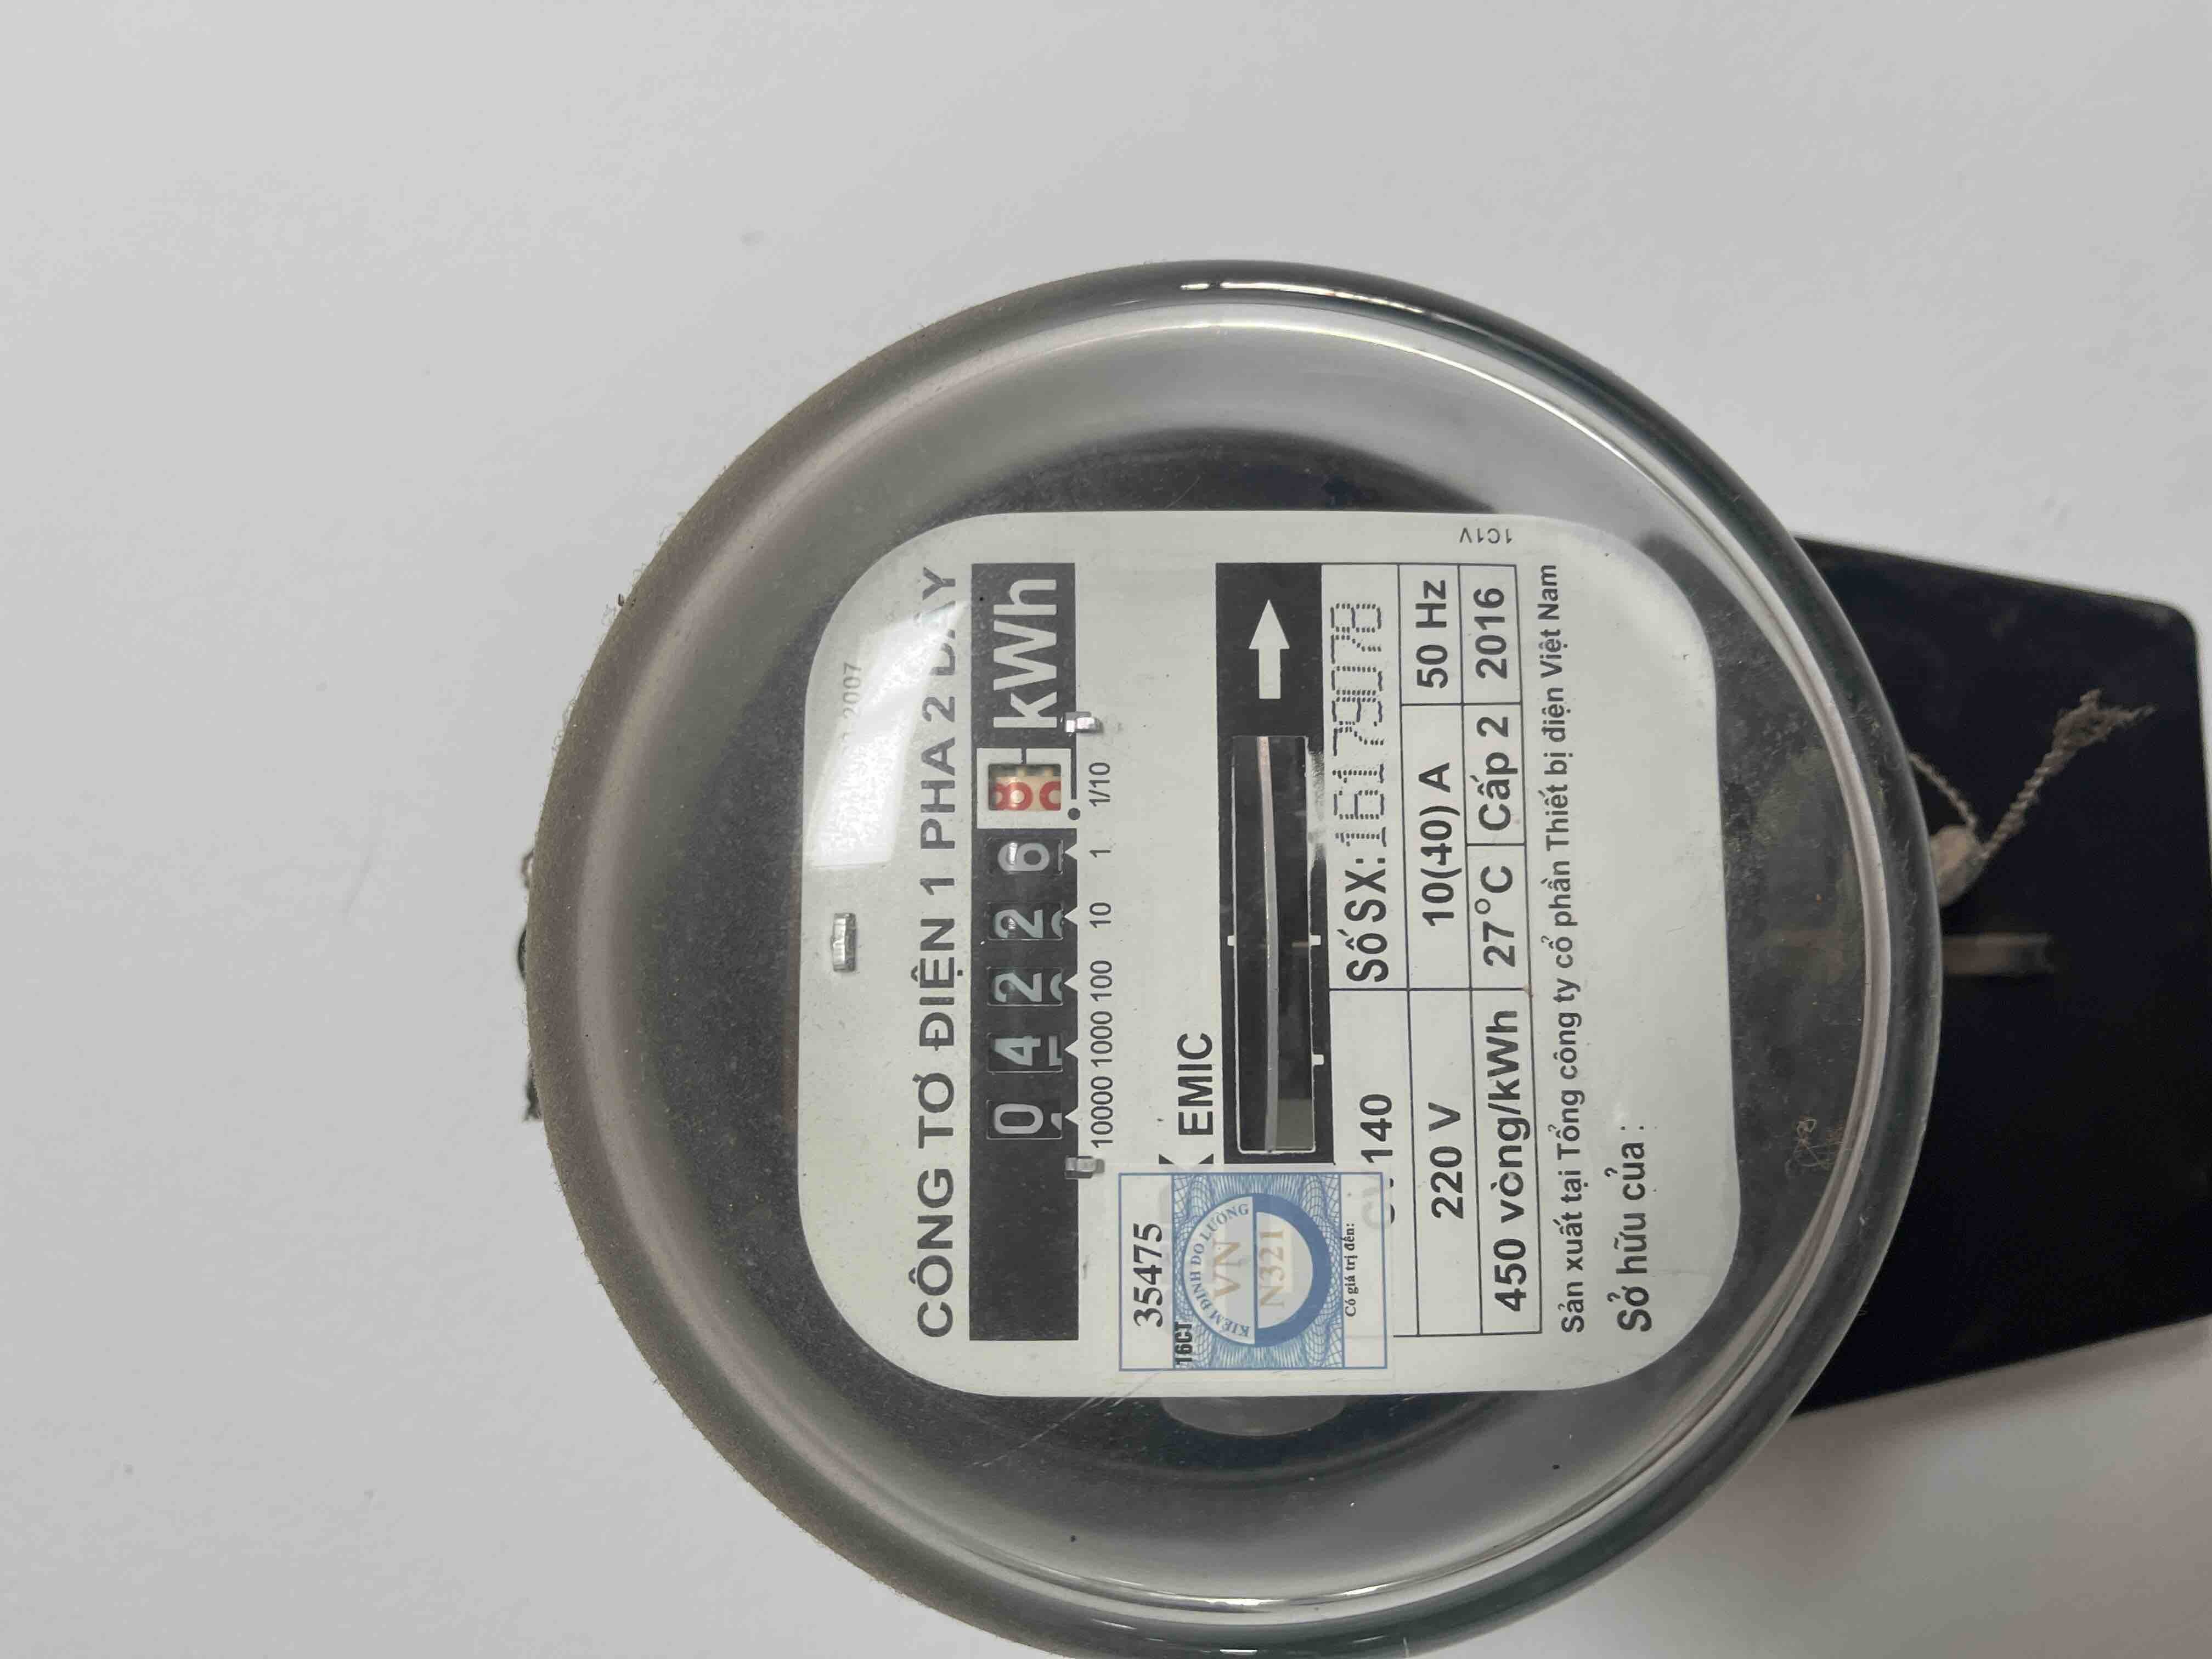 2007
CÔNG TƠ ĐIỆN 1 PHA 2 DÂY
0 4 2 2 6 8 kWh
10000 1000 100 10 1 1/10
EMIC
35475
16CT
KIỂM ĐỊNH ĐO LƯỜNG
VN
N321
Có giá trị đến:
140 Số SX: 16179078
220 V 10(40) A 50 Hz
450 vòng/kWh 27°C Cấp 2 2016
Sản xuất tại Tổng công ty cổ phần Thiết bị điện Việt Nam
Sở hữu của :
1C1V